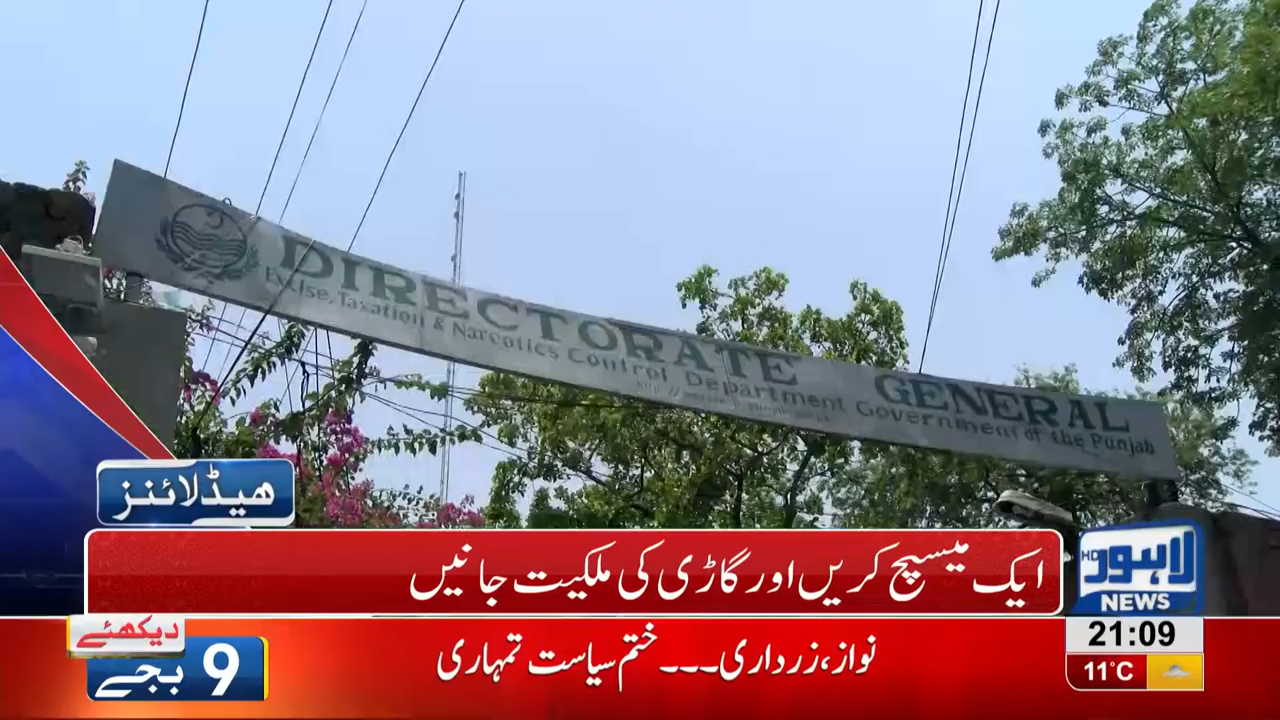 DIRECTORATE GENERAL
Excise, Taxation & Narcotics Control Department Government of the Punjab
ہیڈلائنز
ایک میسیج کریں اور گاڑی کی ملکیت جانیں
HD لاہور
NEWS
21:09
11°C
دیکھئے
9 بجے
نواز، زرداری۔۔۔ ختم سیاست تمہاری